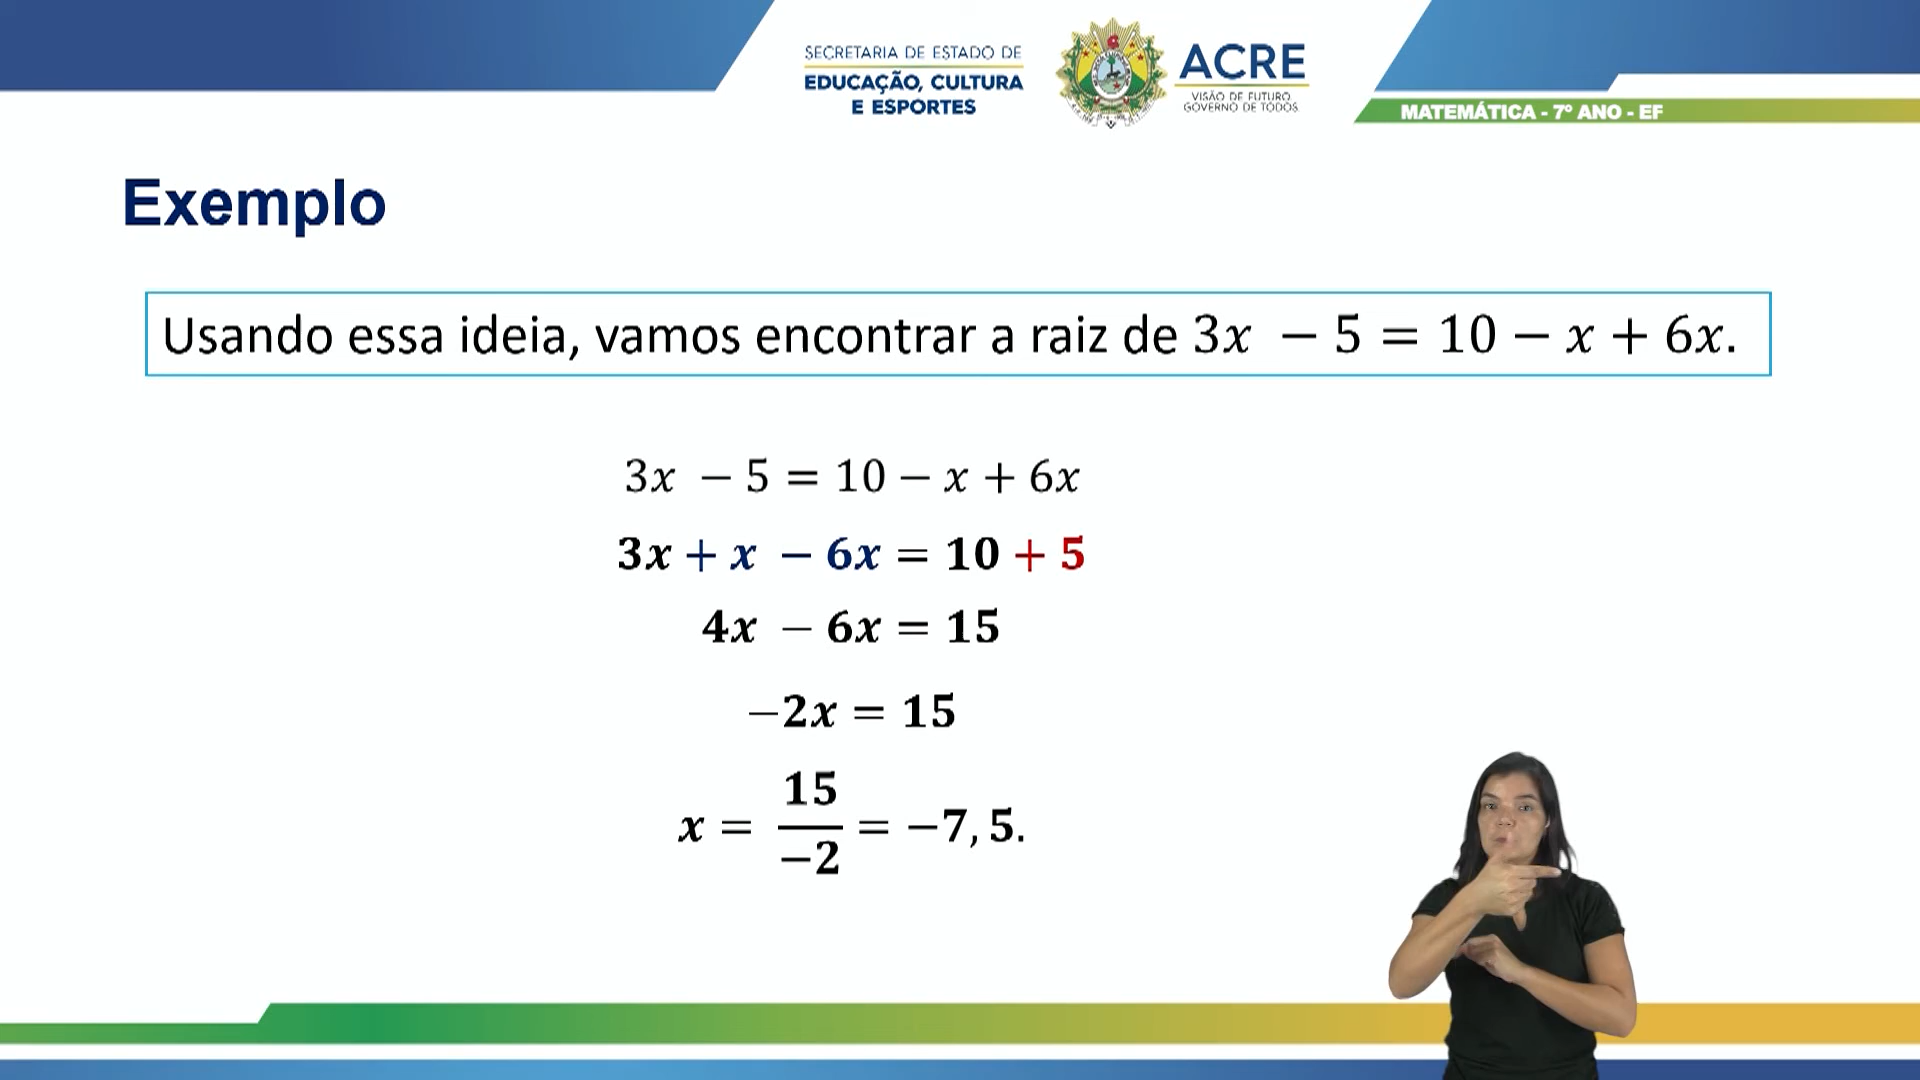 SECRETARIA DE ESTADO DE
EDUCAÇÃO, CULTURA
E ESPORTES
ACRE
VISÃO DE FUTURO
GOVERNO DE TODOS
MATEMÁTICA - 7º ANO - EF
Exemplo
Usando essa ideia, vamos encontrar a raiz de 3x − 5 = 10 − x + 6x.
3x − 5 = 10 − x + 6x
3x + x − 6x = 10 + 5
4x − 6x = 15
−2x = 15
x = 15/−2 = −7, 5.